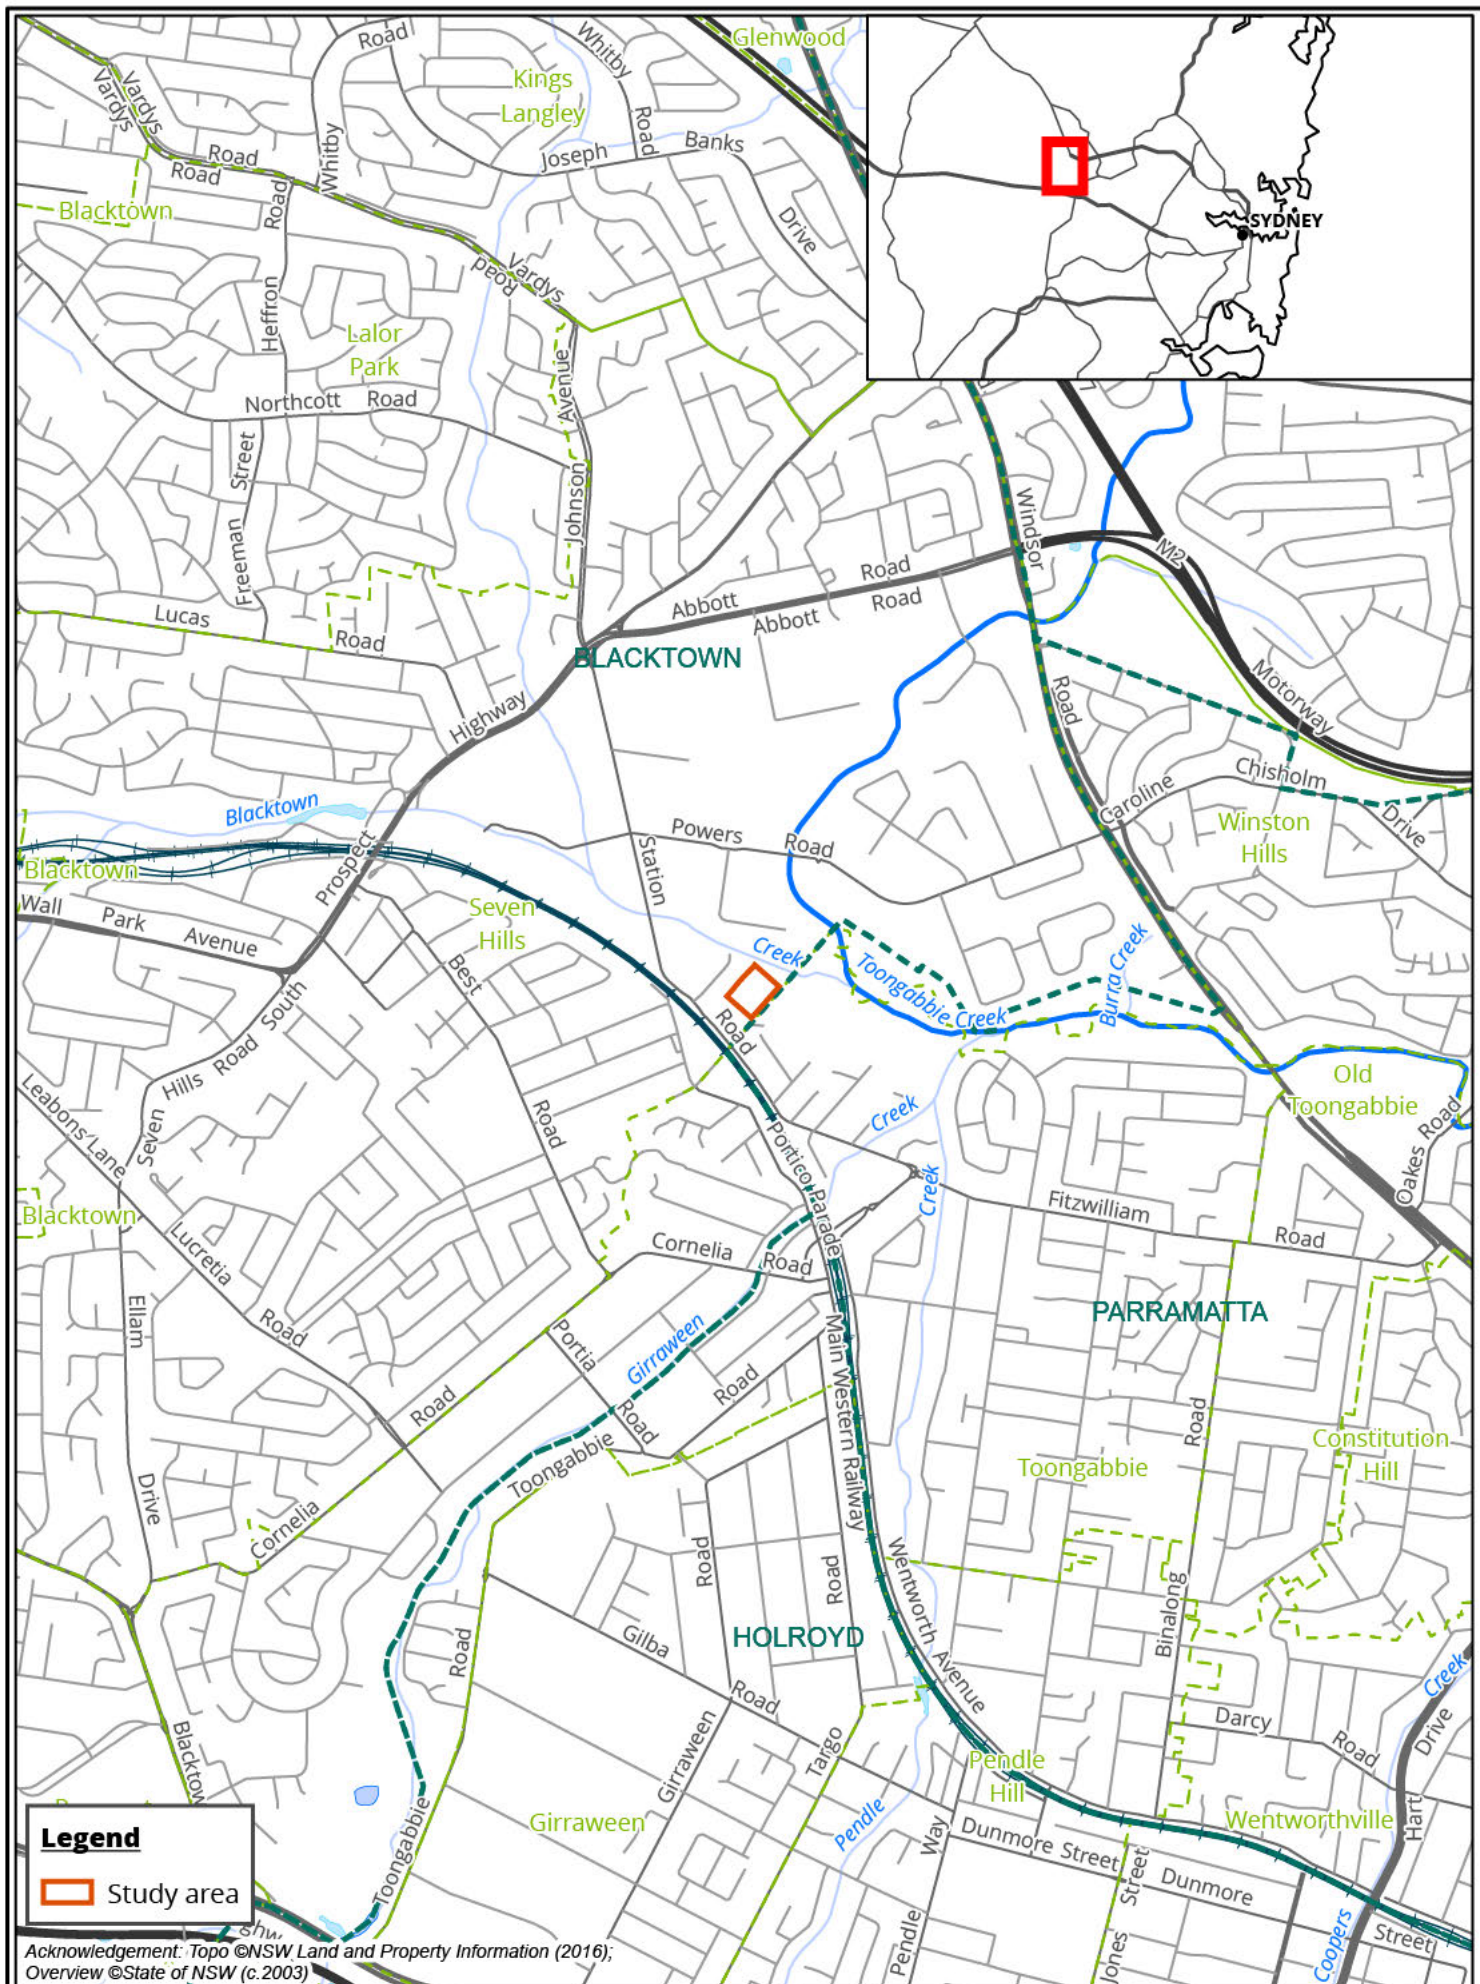 Glenwood
Road
Whitby
Kings
Langley
Vardys
Vardys
Road
Banks
Joseph
Road
Road
Whitby
Road
Blacktown
Drive
SYDNEY
Vardys
Road
Heffron
Lalor
Park
Avenue
Northcott Road
Street
Johnson
Windsor
M2
Freeman
Road
Road
Abbott
Abbott
Lucas
Road
BLACKTOWN
Motorway
Road
Highway
Chisholm
Caroline
Blacktown
Drive
Winston
Hills
Powers
Road
Station
Prospect
Blacktown
Wall
Park
Avenue
Seven
Hills
Creek
Burra Creek
Best
Toongabbie
Creek
South
Road
Road
Hills
Seven
Leabons Lane
Old
Toongabbie
Creek
Road
Portico
Parade
Oakes Road
Creek
Fitzwilliam
Road
Blacktown
Lucretia
Cornelia
Road
Ellam
Road
PARRAMATTA
Portia
Girraween
Main Western Railway
Road
Road
Road
Road
Constitution
Hill
Toongabbie
Toongabbie
Drive
Cornelia
Road
Road
Wentworth
Avenue
Binalong
HOLROYD
Gilba
Road
Road
Creek
Darcy
Road
Drive
Blacktow
Girraween
Targo
Pendle
Hill
Hart
Wentworthville
Girraween
Pendle
Way
Dunmore
Street
Dunmore
Street
Toongabbie
Street
Jones
Pendle
Coopers
Legend
Study area
ghw
Acknowledgement: Topo ©NSW Land and Property Information (2016);
Overview ©State of NSW (c.2003)